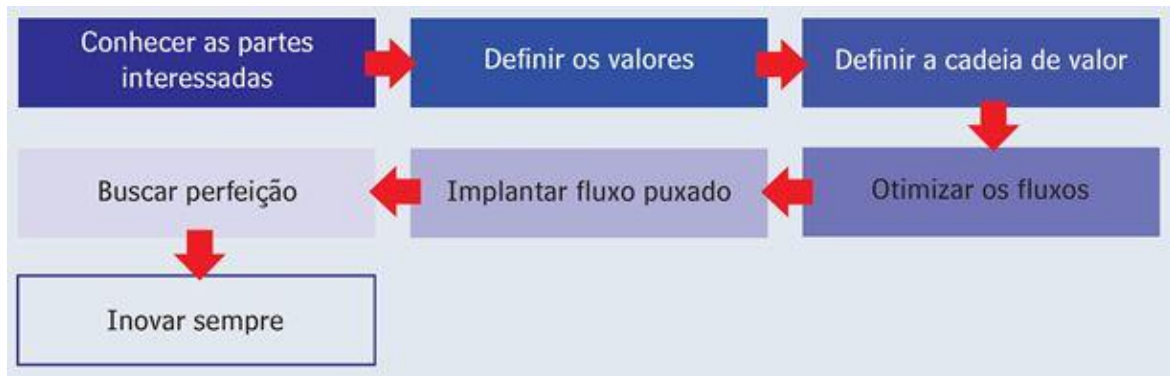 Conhecer as partes
interessadas
Definir os valores
Definir a cadeia de valor
Otimizar os fluxos
Implantar fluxo puxado
Buscar perfeição
Inovar sempre